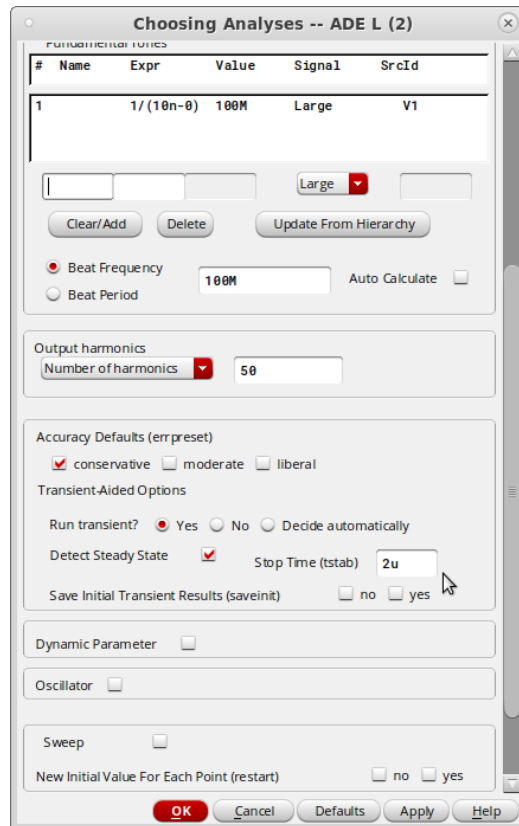 Choosing Analyses -- ADE L (2)
Fundamental Tones
# Name Expr Value Signal SrcId
1 1/(10n-0) 100M Large V1
Large
Clear/Add Delete Update From Hierarchy
Beat Frequency 100M Auto Calculate
Beat Period
Output harmonics
Number of harmonics 50
Accuracy Defaults (errpreset)
conservative moderate liberal
Transient-Aided Options
Run transient? Yes No Decide automatically
Detect Steady State Stop Time (tstab) 2u
Save Initial Transient Results (saveinit) no yes
Dynamic Parameter
Oscillator
Sweep
New Initial Value For Each Point (restart) no yes
OK Cancel Defaults Apply Help